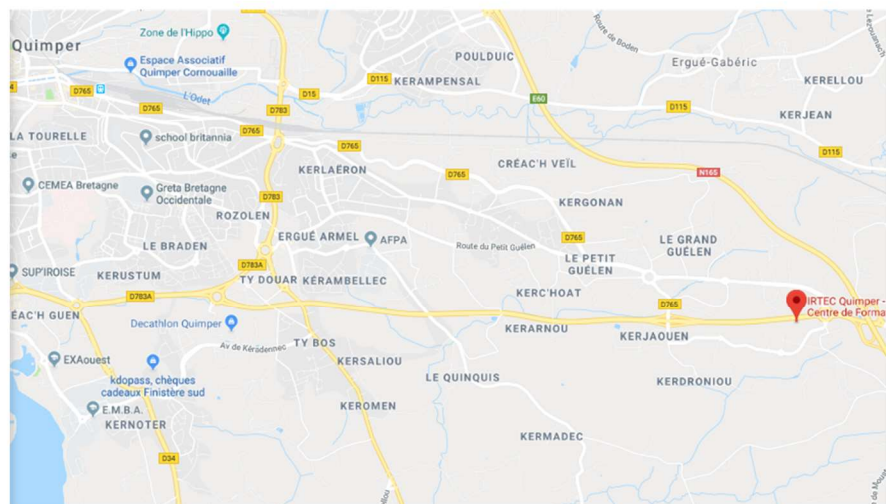 Zone de l'Hippo
Route de Boden
Quimper
Espace Associatif
Quimper Cornouaille
POULDUIC
Ergué-Gabéric
D115
KERAMPENSAL
KERELLOU
D765
L'Odet
D15
E60
D115
KERJEAN
D765
D783
LA TOURELLE
school britannia
D765
D765
D115
CRÉAC'H VEÏL
KERLAËRON
D765
N165
CEMEA Bretagne
Greta Bretagne
Occidentale
D783
KERGONAN
ROZOLEN
ERGUÉ ARMEL
AFPA
D765
LE GRAND
GUÉLEN
LE BRADEN
Route du Petit Guélen
LE PETIT
GUÉLEN
SUP'IROISE
KERUSTUM
D783A
TY DOUAR
KÉRAMBELLEC
KERC'HOAT
D783A
D765
IRTEC Quimper -
Centre de Forma
ÉAC'H GUEN
Decathlon Quimper
KERARNOU
KERJAOUEN
Av de Kéradennec
TY BOS
EXAouest
KERSALIOU
kdopass, chèques
cadeaux Finistère sud
LE QUINQUIS
KERDRONIOU
E.M.B.A.
KERNOTER
KEROMEN
KERMADEC
D34